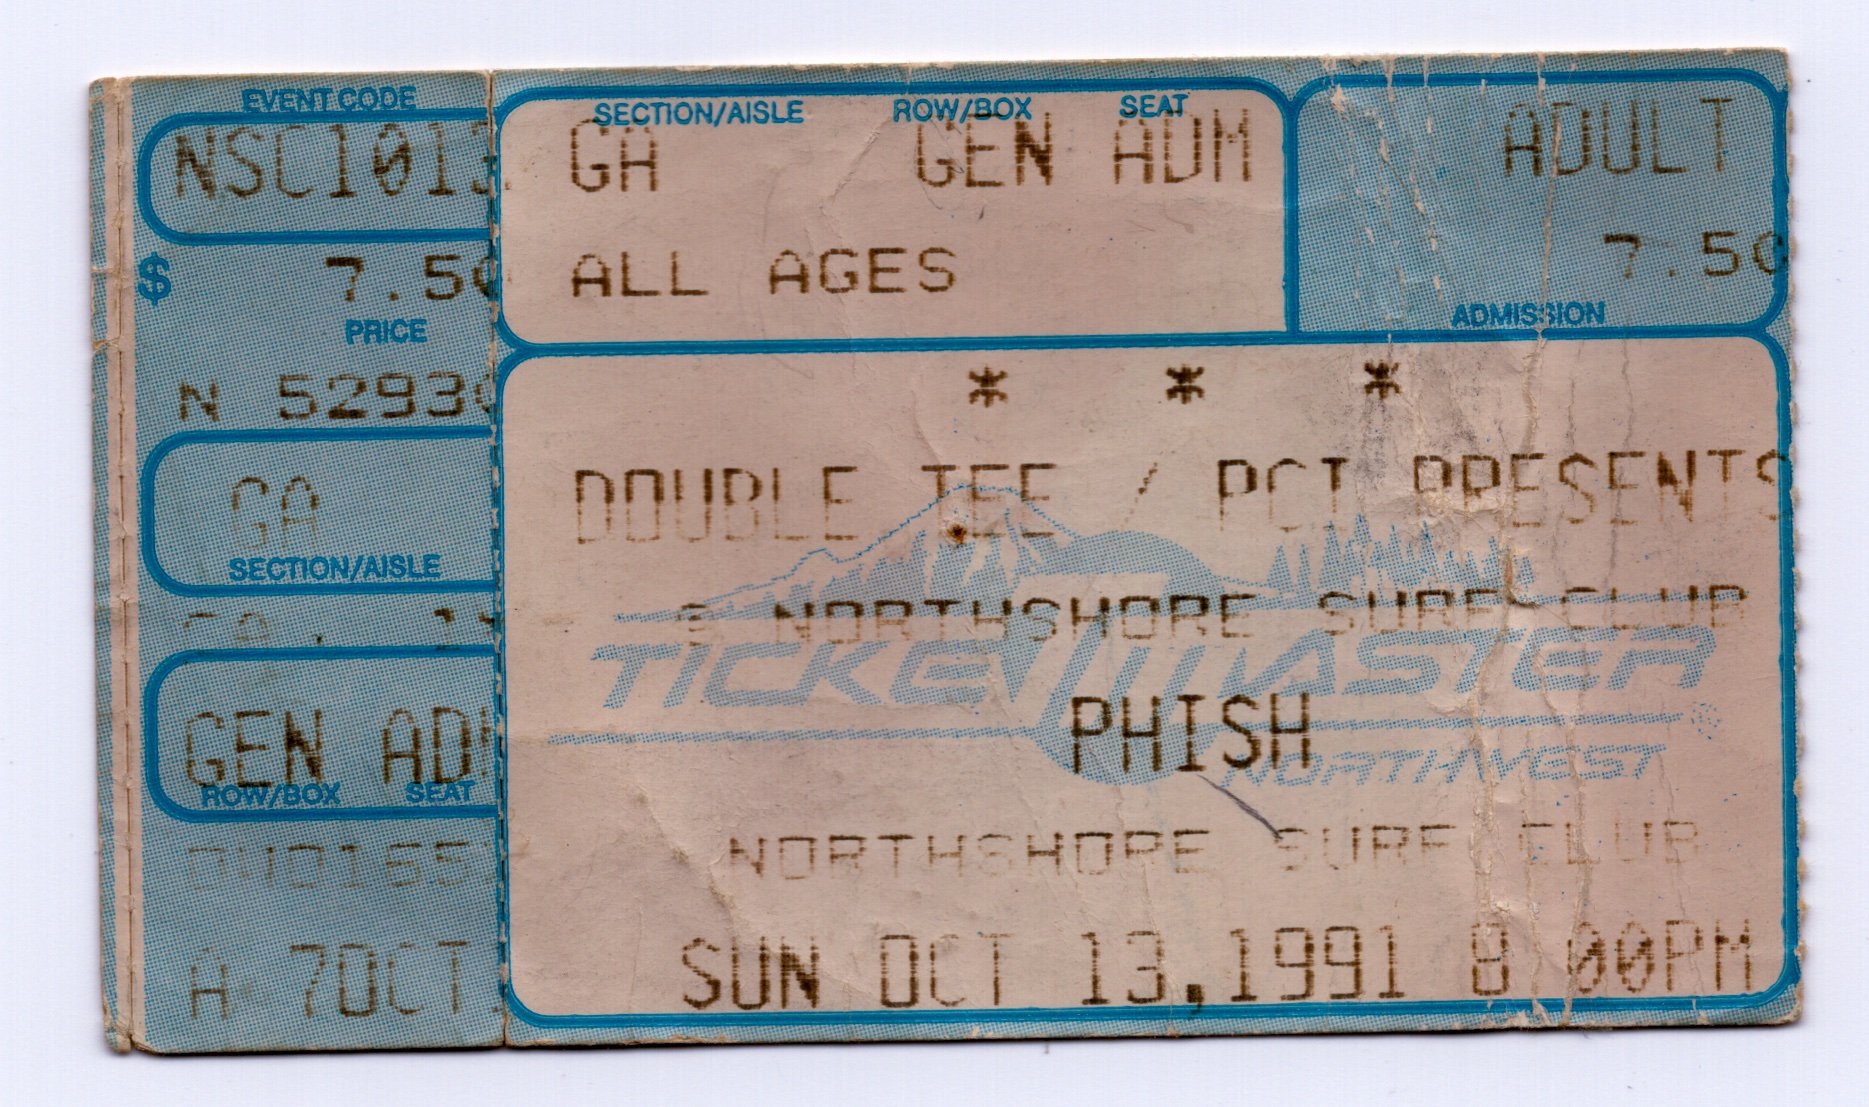 EVENT CODE
NSC1013
$ 7.50
PRICE
N 52930
GA
SECTION/AISLE
GEN ADM
ROW/BOX SEAT
A 7OCT
SECTION/AISLE ROW/BOX SEAT
GA GEN ADM
ALL AGES
ADULT
7.50
ADMISSION
* * *
DOUBLE TEE / PCI PRESENTS
@ NORTHSHORE SURF CLUB
TICKETMASTER
PHISH
NORTHWEST
NORTHSHORE SURF CLUB
SUN OCT 13,1991 8 00PM